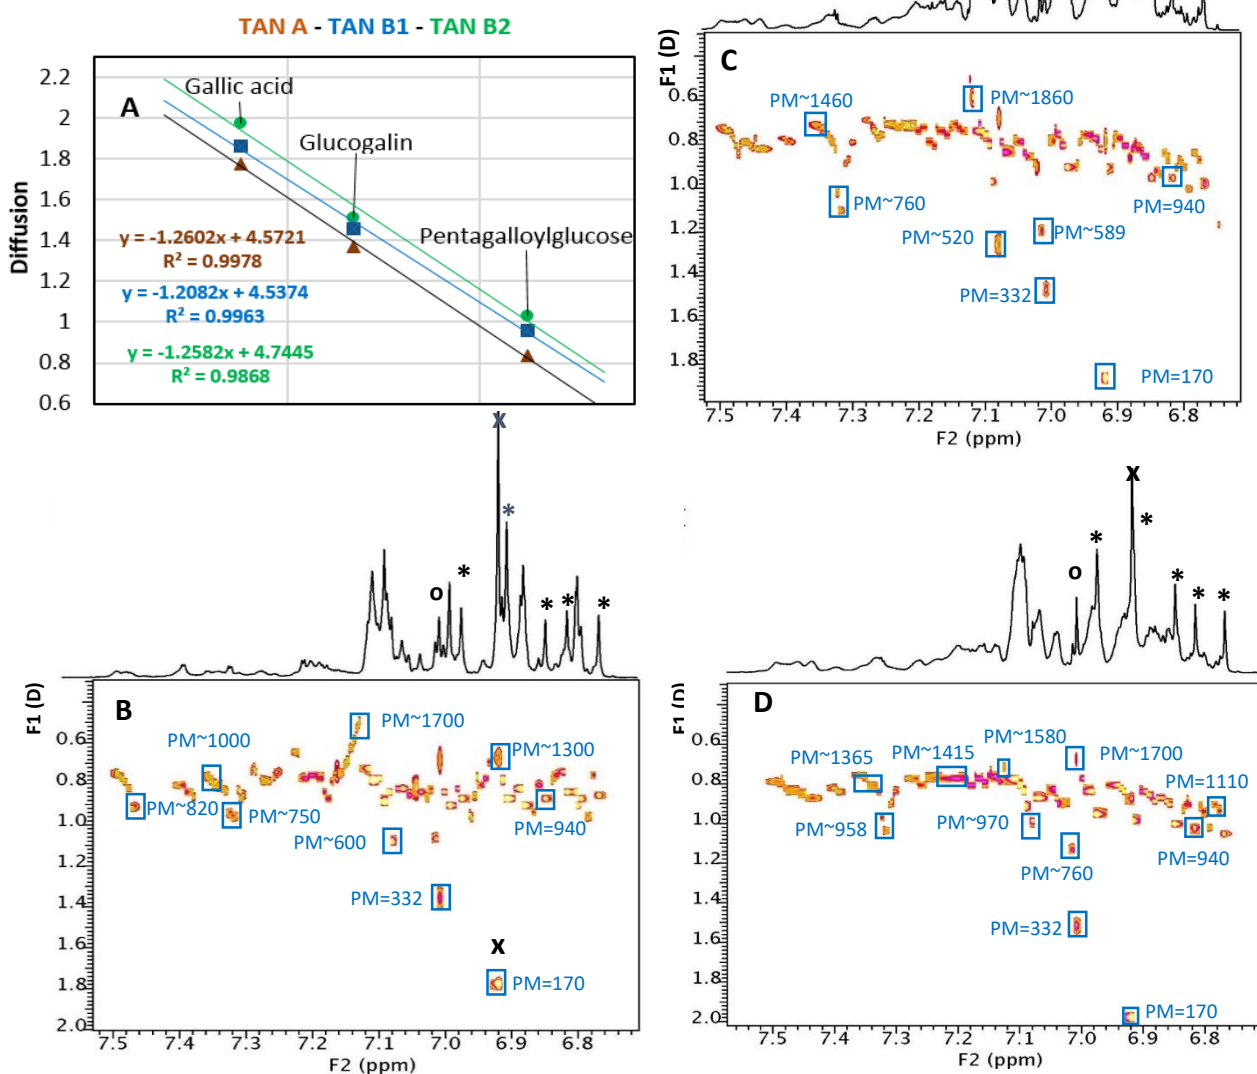 TAN A - TAN B1 - TAN B2
A
Diffusion
2.2
2
1.8
1.6
1.4
1.2
1
0.8
0.6
Gallic acid
Glucogalin
Pentagalloylglucose
y = -1.2602x + 4.5721
R² = 0.9978
y = -1.2082x + 4.5374
R² = 0.9963
y = -1.2582x + 4.7445
R² = 0.9868
C
F1 (D)
0.6
0.8
1.0
1.2
1.4
1.6
1.8
PM~1460
PM~1860
PM~760
PM=940
PM~520
PM~589
PM=332
PM=170
7.5 7.4 7.3 7.2 7.1 7.0 6.9 6.8
F2 (ppm)
x
*
*
o
* * *
B
F1 (D)
0.6
0.8
1.0
1.2
1.4
1.6
1.8
2.0
PM~1700
PM~1000
PM~1300
PM~820
PM~750
PM=940
PM~600
PM=332
x
PM=170
7.5 7.4 7.3 7.2 7.1 7.0 6.9 6.8
F2 (ppm)
x
*
*
o
* * *
D
F1 (D)
0.6
0.8
1.0
1.2
1.4
1.6
1.8
2.0
PM~1580
PM~1365
PM~1415
PM~1700
PM=1110
PM~958
PM~970
PM=940
PM~760
PM=332
PM=170
7.5 7.4 7.3 7.2 7.1 7.0 6.9 6.8
F2 (ppm)